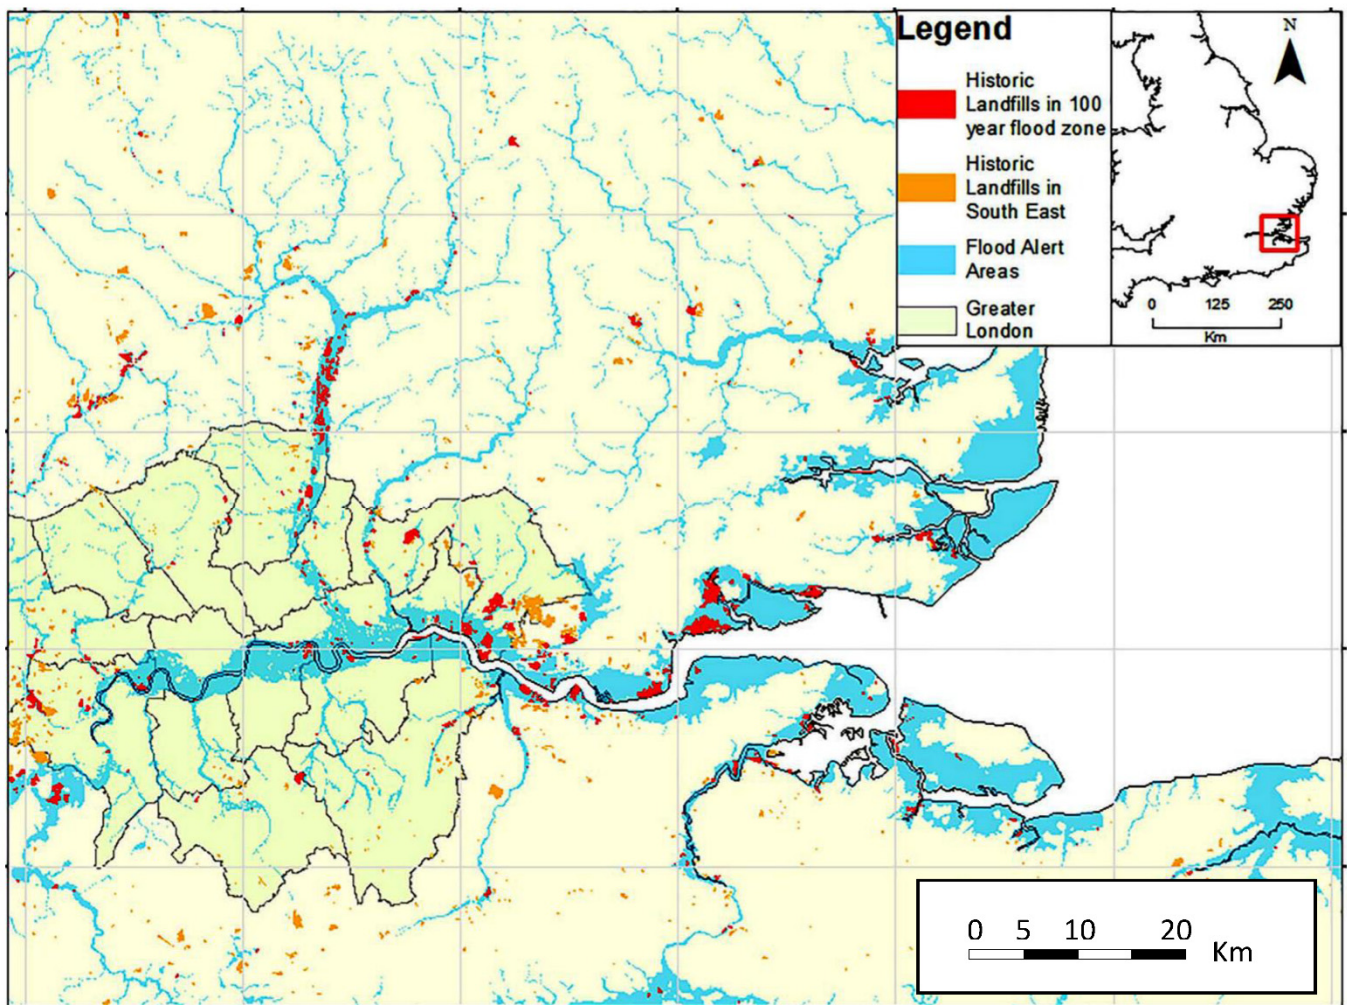 Legend
Historic
Landfills in 100
year flood zone
Historic
Landfills in
South East
Flood Alert
Areas
Greater
London
N
0 125 250
Km
0 5 10 20 Km